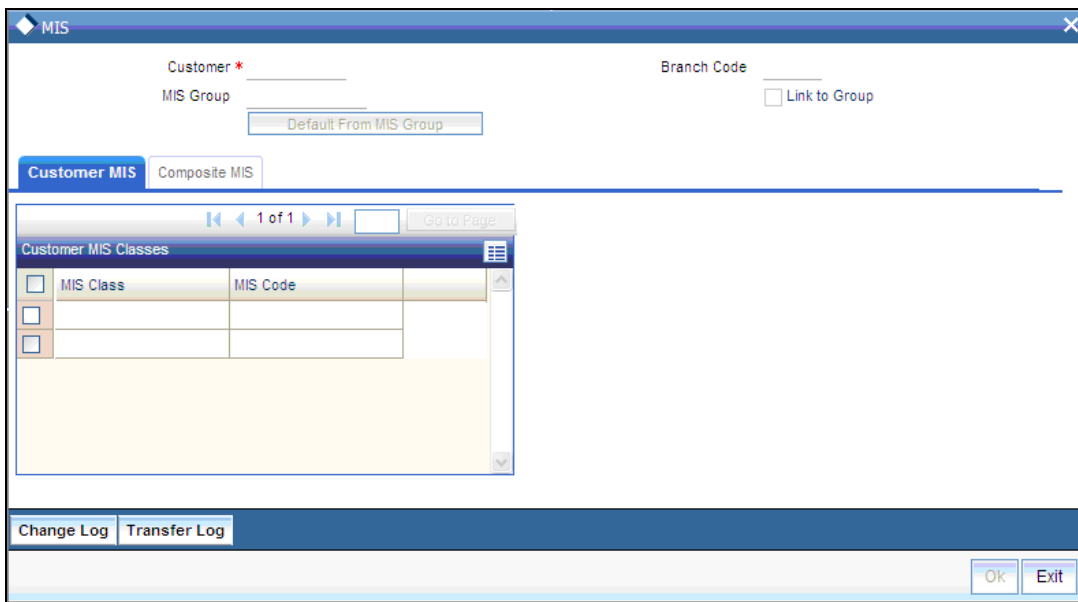 MIS
Customer * Branch Code
MIS Group Link to Group
Default From MIS Group
Customer MIS Composite MIS
1 of 1 Go to Page
Customer MIS Classes
MIS Class MIS Code
Change Log Transfer Log
Ok Exit